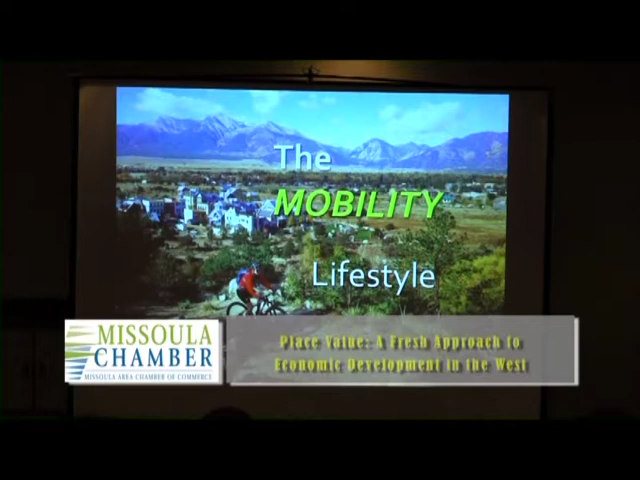 The
MOBILITY
Lifestyle
MISSOULA
CHAMBER
MISSOULA AREA CHAMBER OF COMMERCE
Place Value: A Fresh Approach to
Economic Development in the West